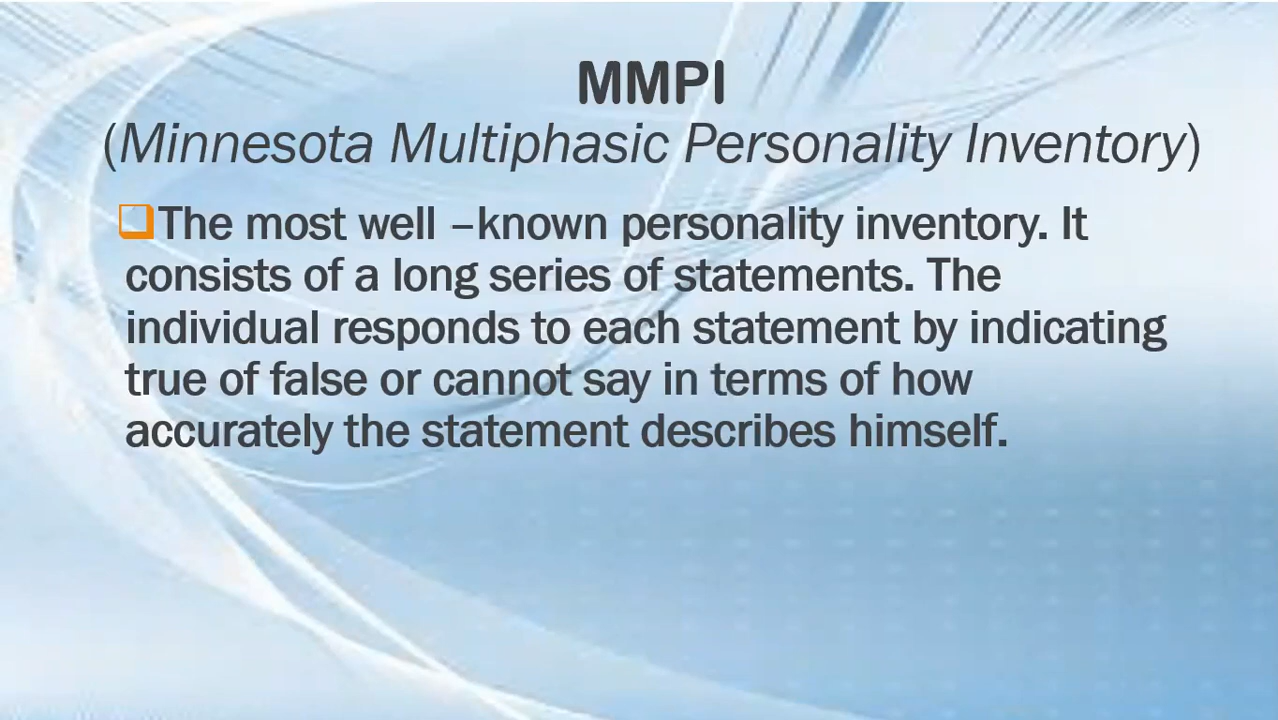 MMPI
(Minnesota Multiphasic Personality Inventory)
The most well –known personality inventory. It
consists of a long series of statements. The
individual responds to each statement by indicating
true of false or cannot say in terms of how
accurately the statement describes himself.